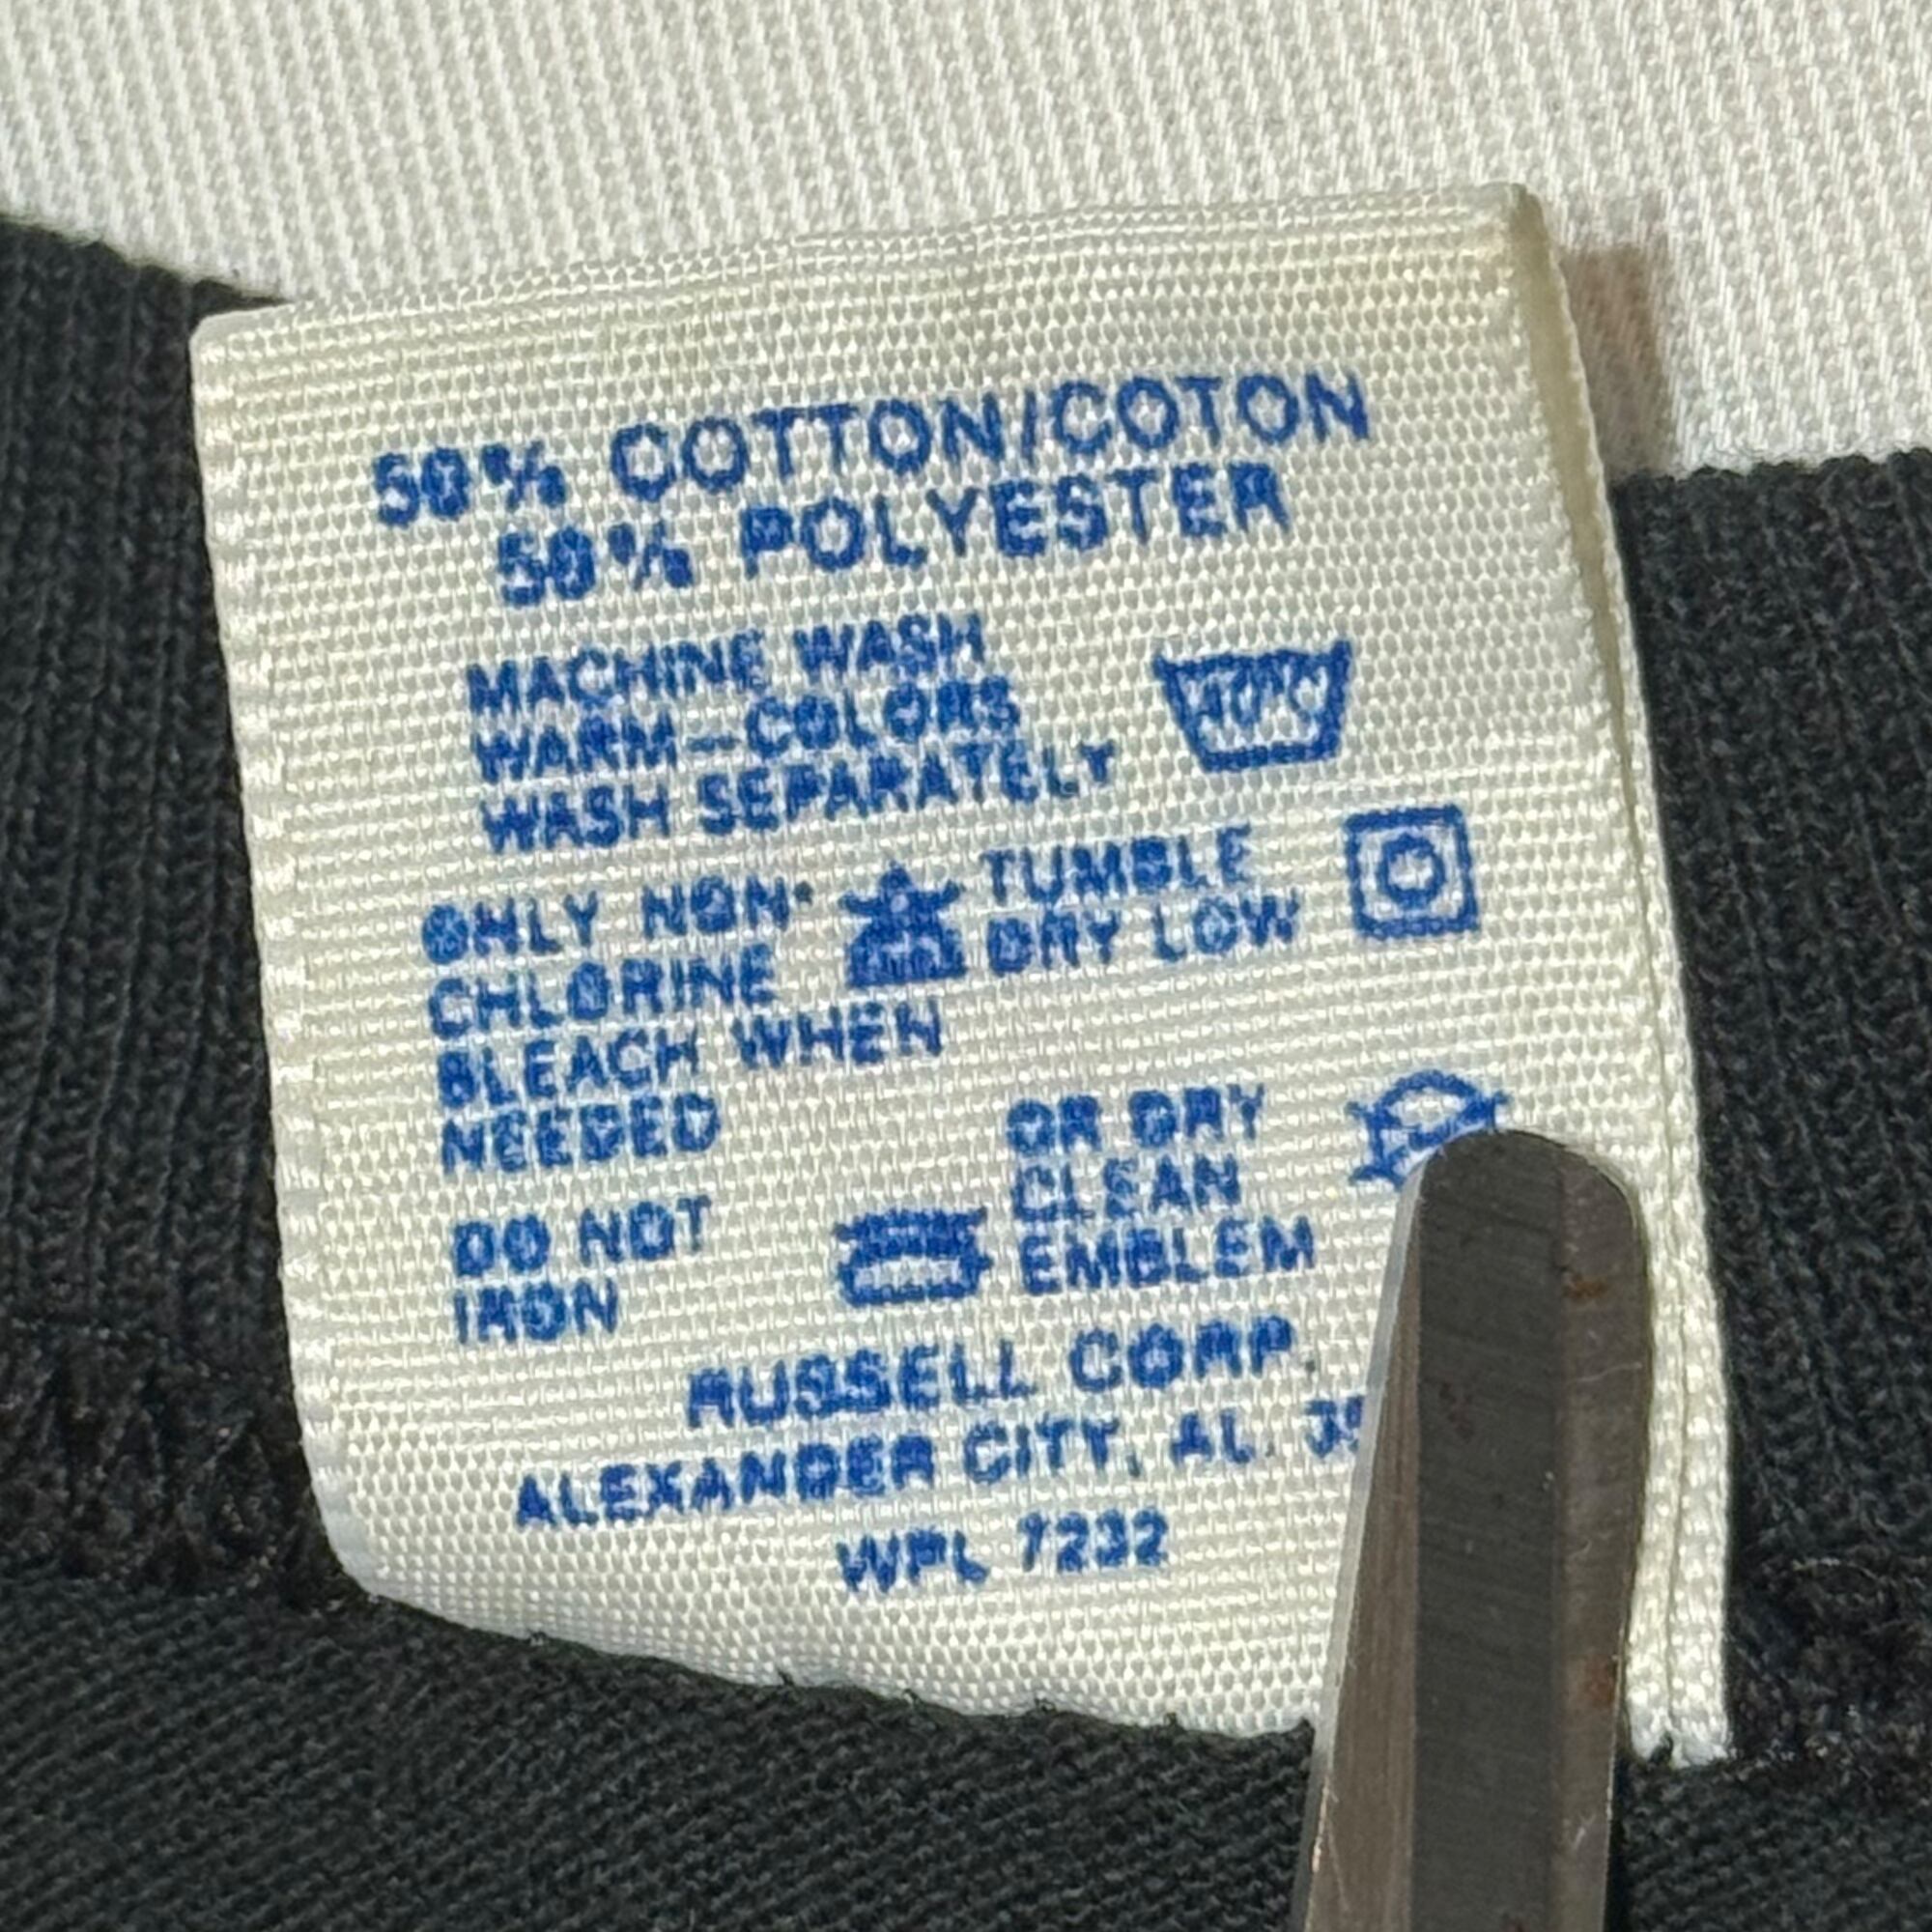 50% COTTON/COTON
50% POLYESTER
MACHINE WASH
WARM—COLORS
WASH SEPARATELY
40°C
ONLY NON-
CHLORINE
BLEACH WHEN
NEEDED
TUMBLE
DRY LOW
DO NOT
IRON
OR DRY
CLEAN
EMBLEM
RUSSELL CORP.
ALEXANDER CITY, AL.
WPL 7232